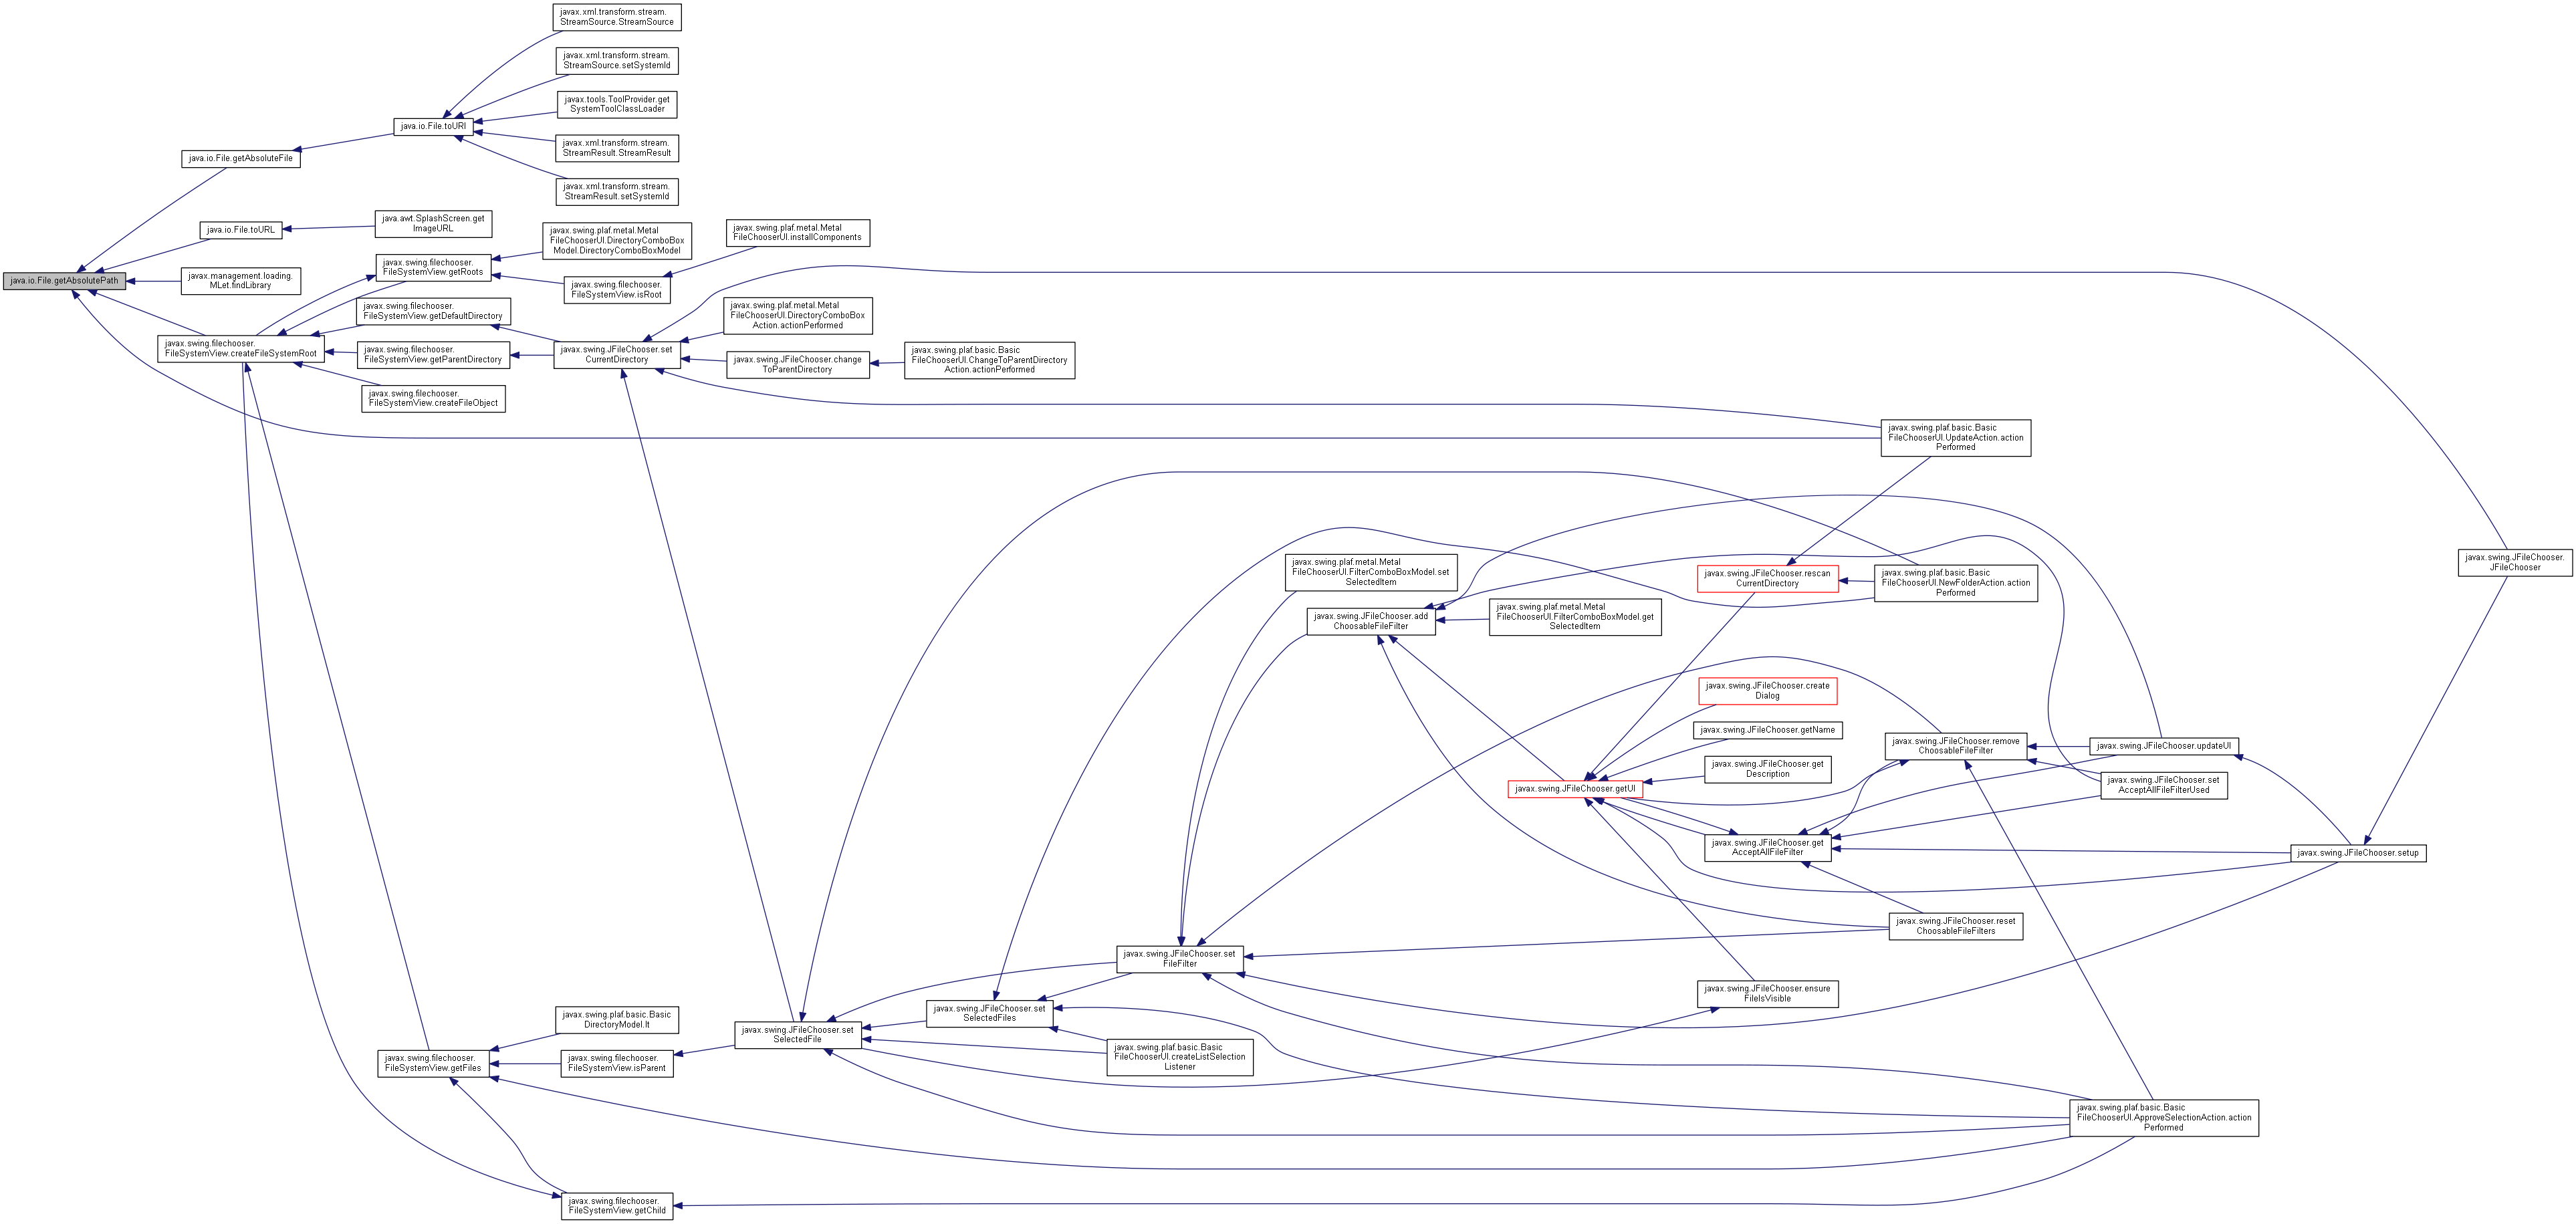 javax.xml.transform.stream.
StreamSource.StreamSource
javax.xml.transform.stream.
StreamSource.setSystemId
javax.tools.ToolProvider.get
SystemToolClassLoader
java.io.File.toURI
javax.xml.transform.stream.
StreamResult.StreamResult
java.io.File.getAbsoluteFile
javax.xml.transform.stream.
StreamResult.setSystemId
java.awt.SplashScreen.get
ImageURL
java.io.File.toURL
javax.swing.plaf.metal.Metal
FileChooserUI.DirectoryComboBox
Model.DirectoryComboBoxModel
javax.swing.plaf.metal.Metal
FileChooserUI.installComponents
javax.swing.filechooser.
FileSystemView.getRoots
java.io.File.getAbsolutePath
javax.management.loading.
MLet.findLibrary
javax.swing.filechooser.
FileSystemView.isRoot
javax.swing.filechooser.
FileSystemView.getDefaultDirectory
javax.swing.plaf.metal.Metal
FileChooserUI.DirectoryComboBox
Action.actionPerformed
javax.swing.filechooser.
FileSystemView.createFileSystemRoot
javax.swing.filechooser.
FileSystemView.getParentDirectory
javax.swing.JFileChooser.set
CurrentDirectory
javax.swing.JFileChooser.change
ToParentDirectory
javax.swing.plaf.basic.Basic
FileChooserUI.ChangeToParentDirectory
Action.actionPerformed
javax.swing.filechooser.
FileSystemView.createFileObject
javax.swing.plaf.basic.Basic
FileChooserUI.UpdateAction.action
Performed
javax.swing.JFileChooser.
JFileChooser
javax.swing.plaf.metal.Metal
FileChooserUI.FilterComboBoxModel.set
SelectedItem
javax.swing.JFileChooser.rescan
CurrentDirectory
javax.swing.plaf.basic.Basic
FileChooserUI.NewFolderAction.action
Performed
javax.swing.JFileChooser.add
ChoosableFileFilter
javax.swing.plaf.metal.Metal
FileChooserUI.FilterComboBoxModel.get
SelectedItem
javax.swing.JFileChooser.create
Dialog
javax.swing.JFileChooser.getName
javax.swing.JFileChooser.remove
ChoosableFileFilter
javax.swing.JFileChooser.updateUI
javax.swing.JFileChooser.get
Description
javax.swing.JFileChooser.getUI
javax.swing.JFileChooser.set
AcceptAllFileFilterUsed
javax.swing.JFileChooser.get
AcceptAllFileFilter
javax.swing.JFileChooser.setup
javax.swing.JFileChooser.reset
ChoosableFileFilters
javax.swing.JFileChooser.set
FileFilter
javax.swing.JFileChooser.ensure
FileIsVisible
javax.swing.JFileChooser.set
SelectedFiles
javax.swing.plaf.basic.Basic
DirectoryModel.lt
javax.swing.JFileChooser.set
SelectedFile
javax.swing.plaf.basic.Basic
FileChooserUI.createListSelection
Listener
javax.swing.filechooser.
FileSystemView.getFiles
javax.swing.filechooser.
FileSystemView.isParent
javax.swing.plaf.basic.Basic
FileChooserUI.ApproveSelectionAction.action
Performed
javax.swing.filechooser.
FileSystemView.getChild